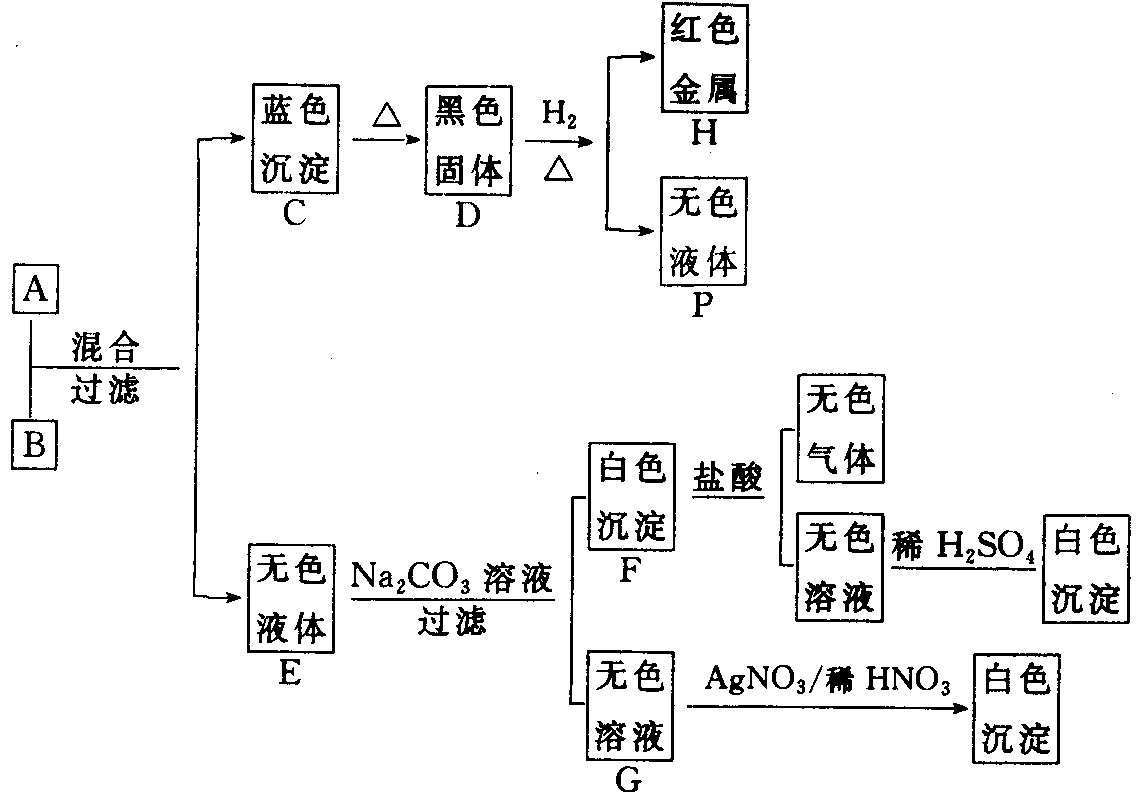 红色
金属
H
蓝色
沉淀
C
△
黑色
固体
D
H₂
△
无色
液体
P
A
混合
过滤
B
无色
气体
白色
沉淀
F
盐酸
无色
溶液
稀 H₂SO₄
白色
沉淀
无色
液体
E
Na₂CO₃ 溶液
过滤
无色
溶液
G
AgNO₃/稀 HNO₃
白色
沉淀